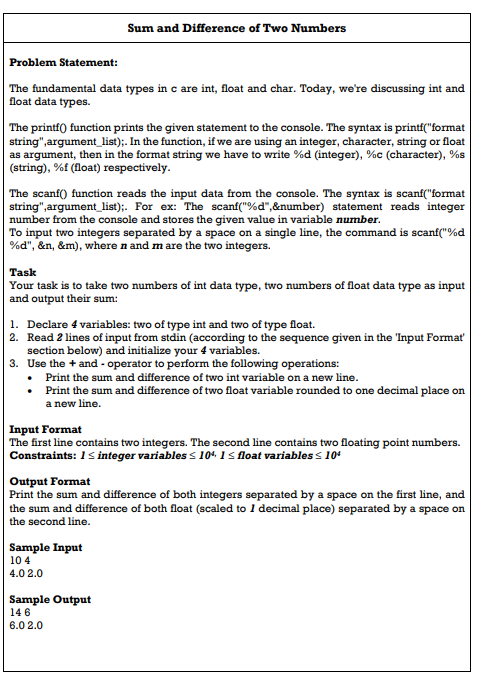 Sum and Difference of Two Numbers
Problem Statement:
The fundamental data types in c are int, float and char. Today, we're discussing int and
float data types.
The printf() function prints the given statement to the console. The syntax is printf("format
string",argument_list);. In the function, if we are using an integer, character, string or float
as argument, then in the format string we have to write %d (integer), %c (character), %s
(string), %f (float) respectively.
The scanf() function reads the input data from the console. The syntax is scanf("format
string",argument_list);. For ex: The scanf("%d",&number) statement reads integer
number from the console and stores the given value in variable number.
To input two integers separated by a space on a single line, the command is scanf("%d
%d", &n, &m), where n and m are the two integers.
Task
Your task is to take two numbers of int data type, two numbers of float data type as input
and output their sum:
1. Declare 4 variables: two of type int and two of type float.
2. Read 2 lines of input from stdin (according to the sequence given in the 'Input Format'
section below) and initialize your 4 variables.
3. Use the + and - operator to perform the following operations:
• Print the sum and difference of two int variable on a new line.
• Print the sum and difference of two float variable rounded to one decimal place on
a new line.
Input Format
The first line contains two integers. The second line contains two floating point numbers.
Constraints: 1 ≤ integer variables ≤ 10⁴, 1 ≤ float variables ≤ 10⁴
Output Format
Print the sum and difference of both integers separated by a space on the first line, and
the sum and difference of both float (scaled to 1 decimal place) separated by a space on
the second line.
Sample Input
10 4
4.0 2.0
Sample Output
14 6
6.0 2.0